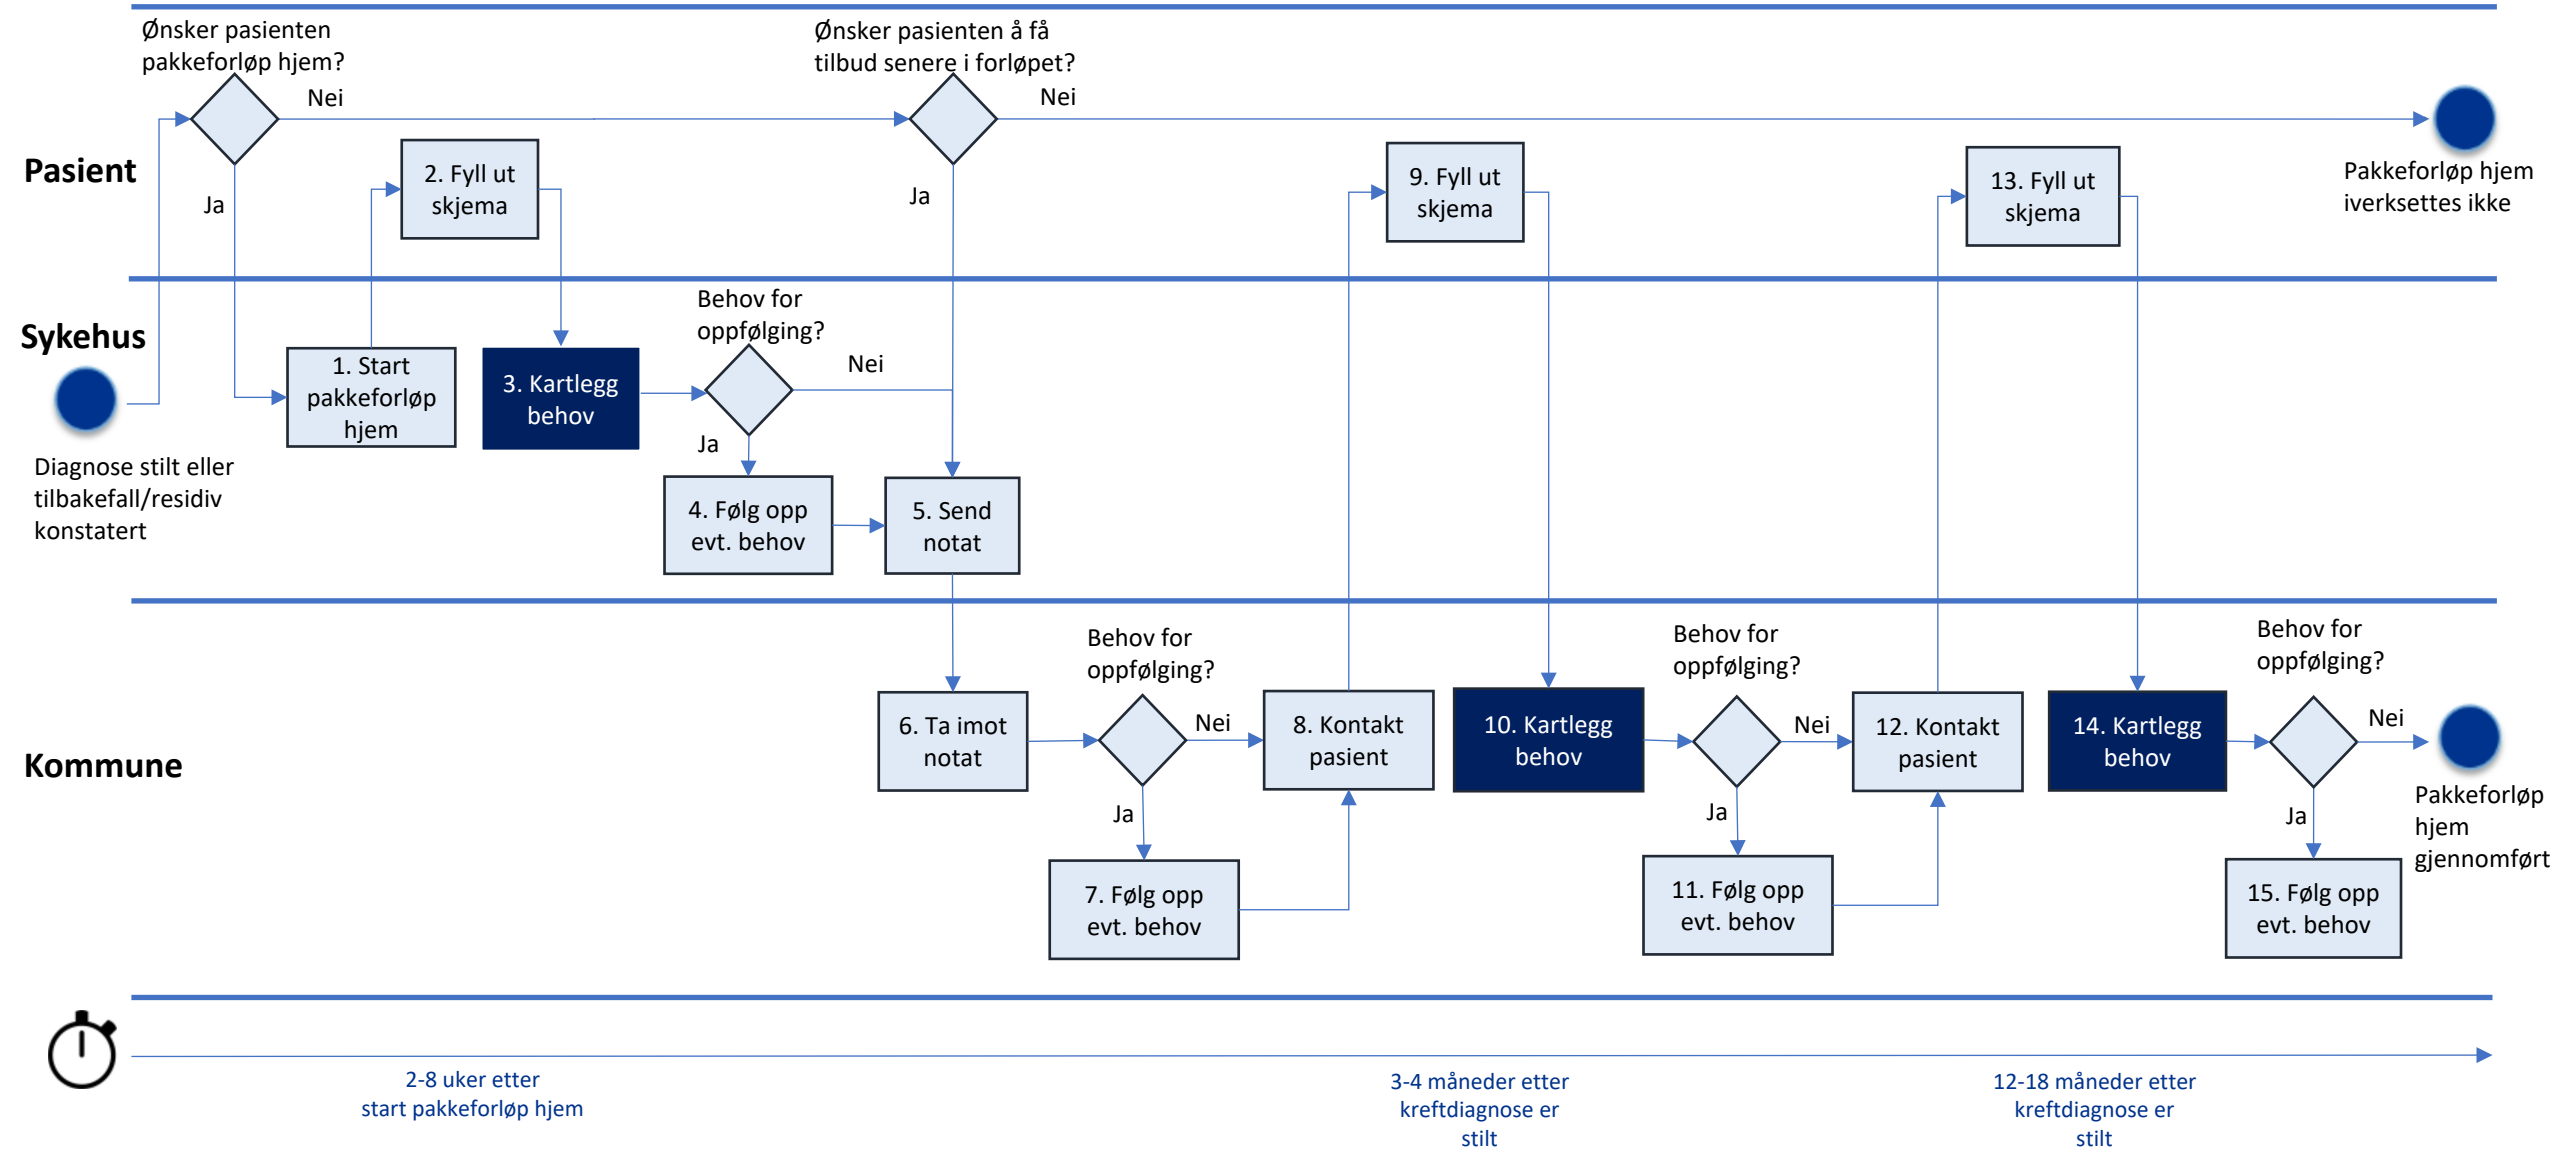 Ønsker pasienten
pakkeforløp hjem?
Nei
Ja
Ønsker pasienten å få
tilbud senere i forløpet?
Nei
Ja
Pasient
2. Fyll ut
skjema
9. Fyll ut
skjema
13. Fyll ut
skjema
Pakkeforløp hjem
iverksettes ikke
Sykehus
Diagnose stilt eller
tilbakefall/residiv
konstatert
1. Start
pakkeforløp
hjem
3. Kartlegg
behov
Behov for
oppfølging?
Nei
Ja
4. Følg opp
evt. behov
5. Send
notat
Kommune
6. Ta imot
notat
Behov for
oppfølging?
Nei
Ja
7. Følg opp
evt. behov
8. Kontakt
pasient
10. Kartlegg
behov
Behov for
oppfølging?
Nei
Ja
11. Følg opp
evt. behov
12. Kontakt
pasient
14. Kartlegg
behov
Behov for
oppfølging?
Nei
Ja
15. Følg opp
evt. behov
Pakkeforløp
hjem
gjennomført
2-8 uker etter
start pakkeforløp hjem
3-4 måneder etter
kreftdiagnose er
stilt
12-18 måneder etter
kreftdiagnose er
stilt